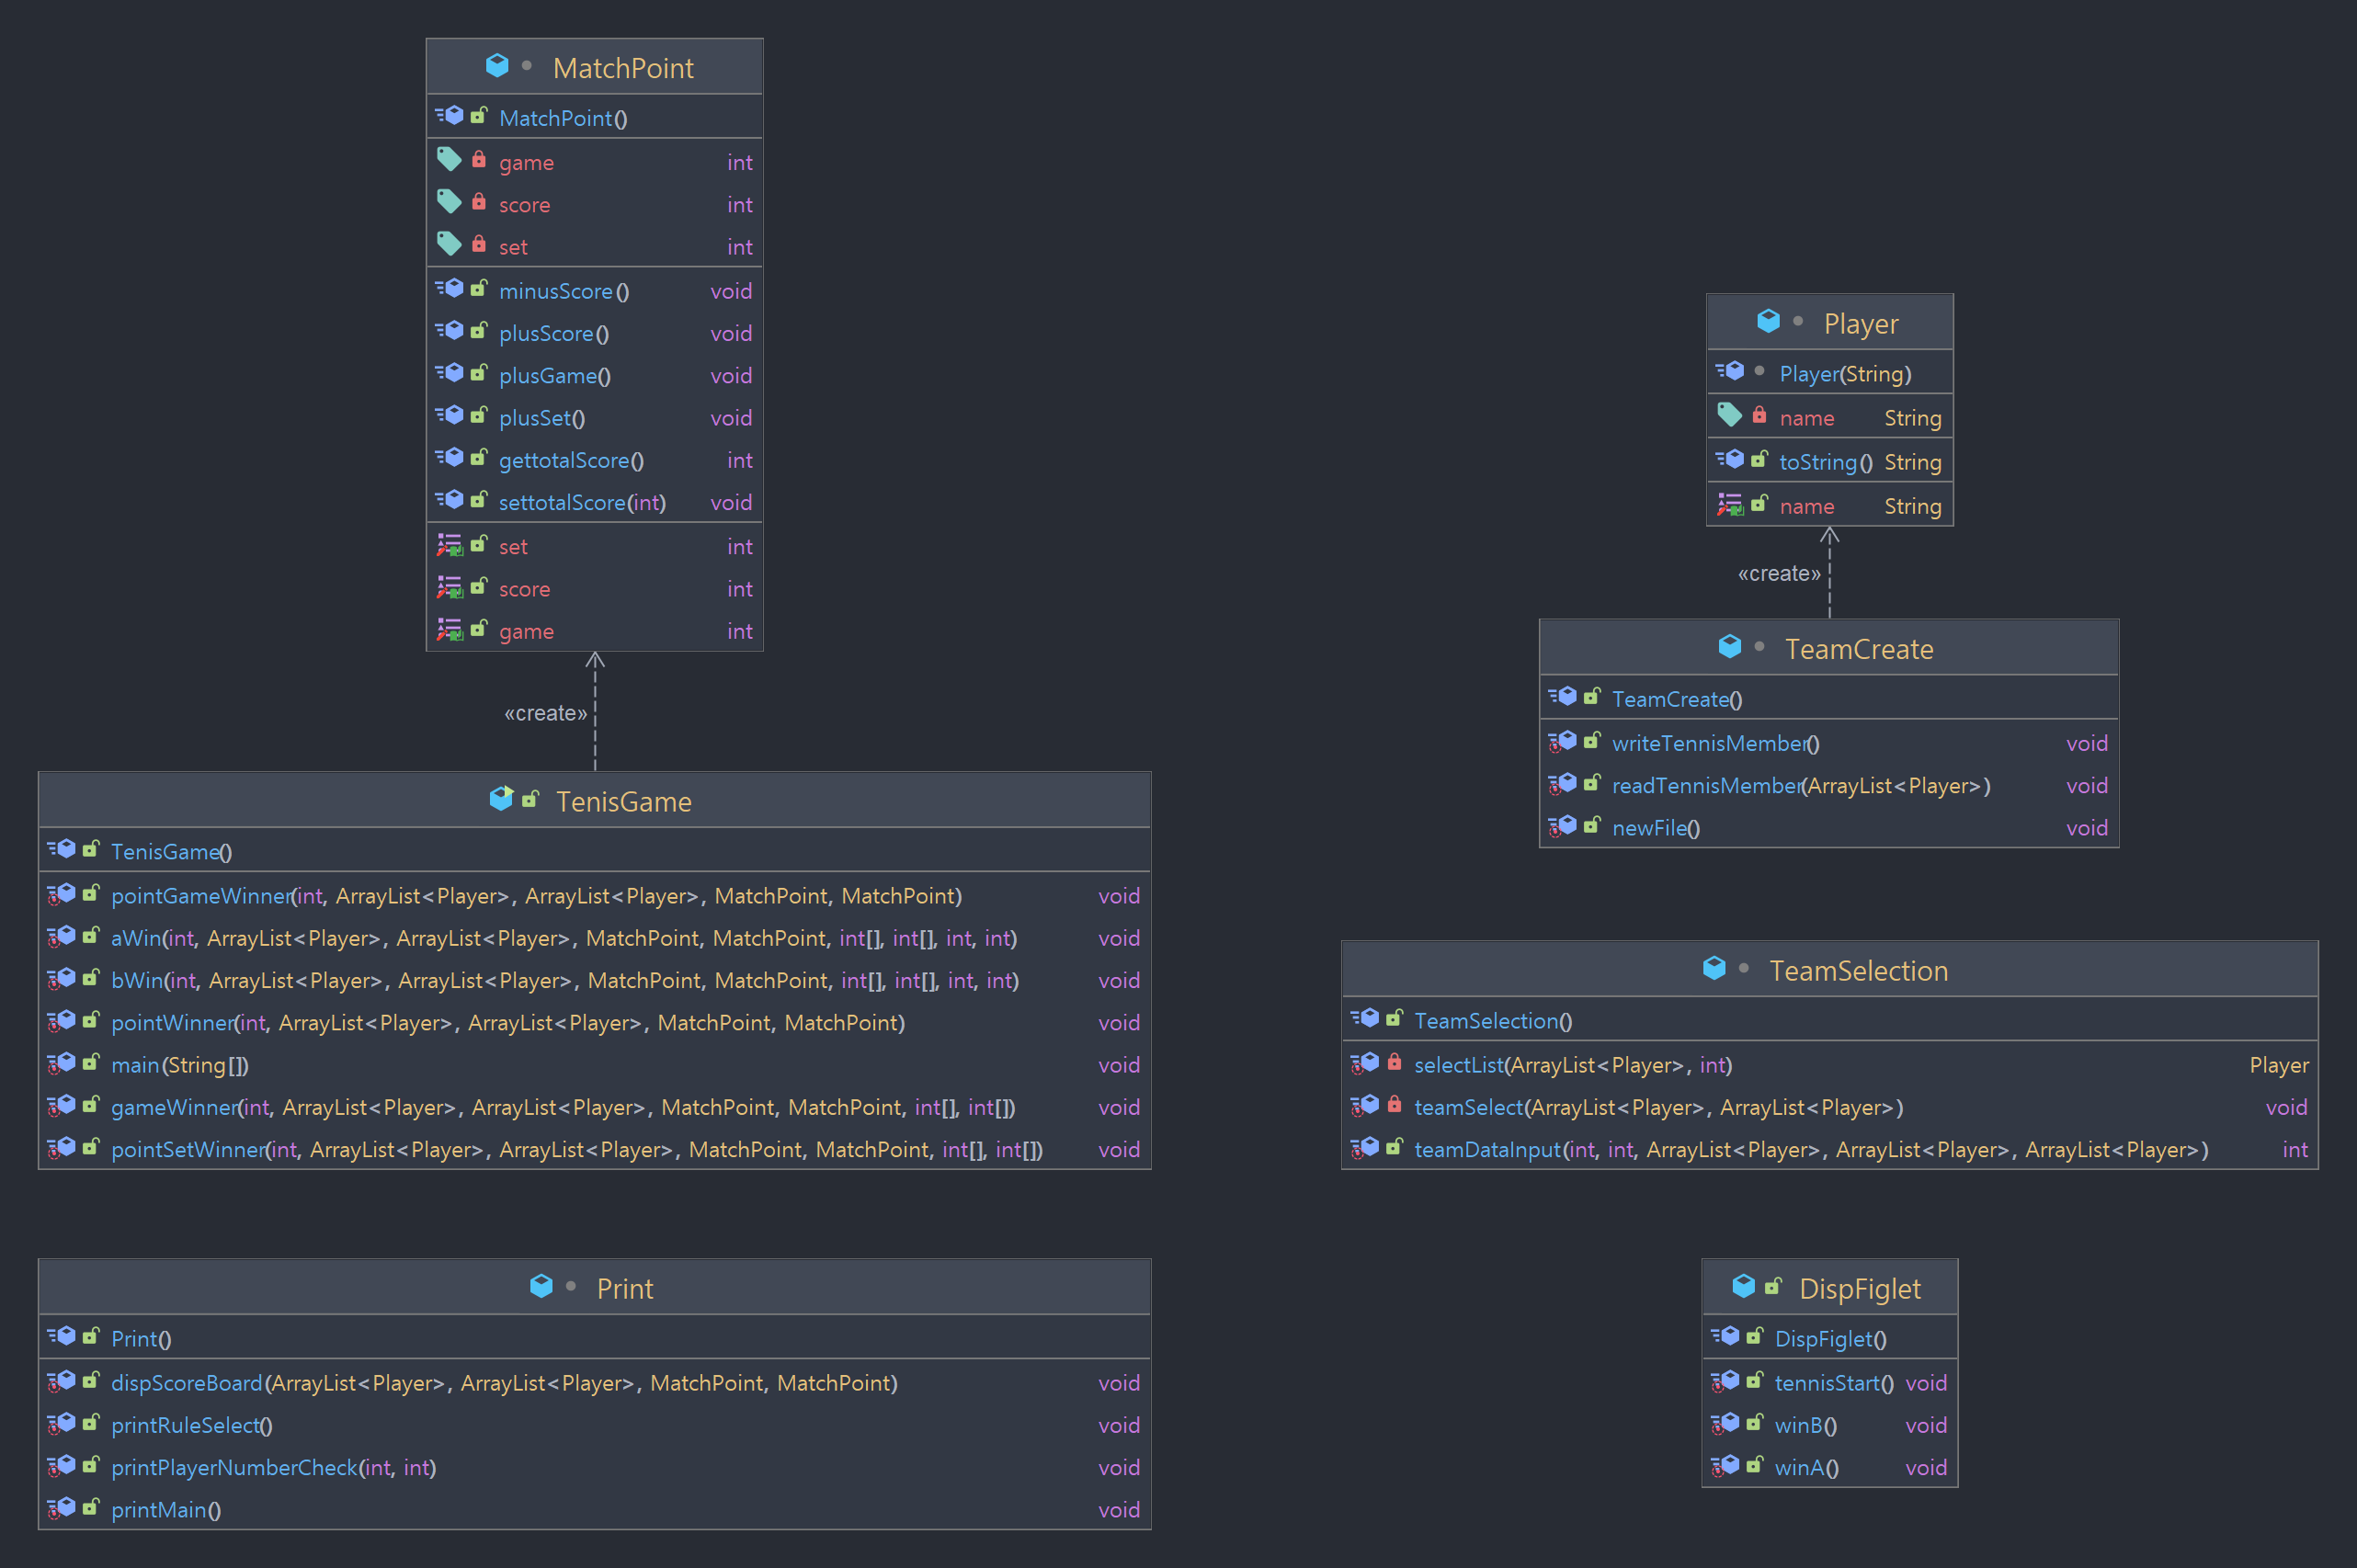 MatchPoint
MatchPoint()
game int
score int
set int
minusScore() void
plusScore() void
plusGame() void
plusSet() void
gettotalScore() int
settotalScore(int) void
set int
score int
game int
«create»
TenisGame
TenisGame()
pointGameWinner(int, ArrayList<Player>, ArrayList<Player>, MatchPoint, MatchPoint) void
aWin(int, ArrayList<Player>, ArrayList<Player>, MatchPoint, MatchPoint, int[], int[], int, int) void
bWin(int, ArrayList<Player>, ArrayList<Player>, MatchPoint, MatchPoint, int[], int[], int, int) void
pointWinner(int, ArrayList<Player>, ArrayList<Player>, MatchPoint, MatchPoint) void
main(String[]) void
gameWinner(int, ArrayList<Player>, ArrayList<Player>, MatchPoint, MatchPoint, int[], int[]) void
pointSetWinner(int, ArrayList<Player>, ArrayList<Player>, MatchPoint, MatchPoint, int[], int[]) void
Print
Print()
dispScoreBoard(ArrayList<Player>, ArrayList<Player>, MatchPoint, MatchPoint) void
printRuleSelect() void
printPlayerNumberCheck(int, int) void
printMain() void
Player
Player(String)
name String
toString() String
name String
«create»
TeamCreate
TeamCreate()
writeTennisMember() void
readTennisMember(ArrayList<Player>) void
newFile() void
TeamSelection
TeamSelection()
selectList(ArrayList<Player>, int) Player
teamSelect(ArrayList<Player>, ArrayList<Player>) void
teamDataInput(int, int, ArrayList<Player>, ArrayList<Player>, ArrayList<Player>) int
DispFiglet
DispFiglet()
tennisStart() void
winB() void
winA() void